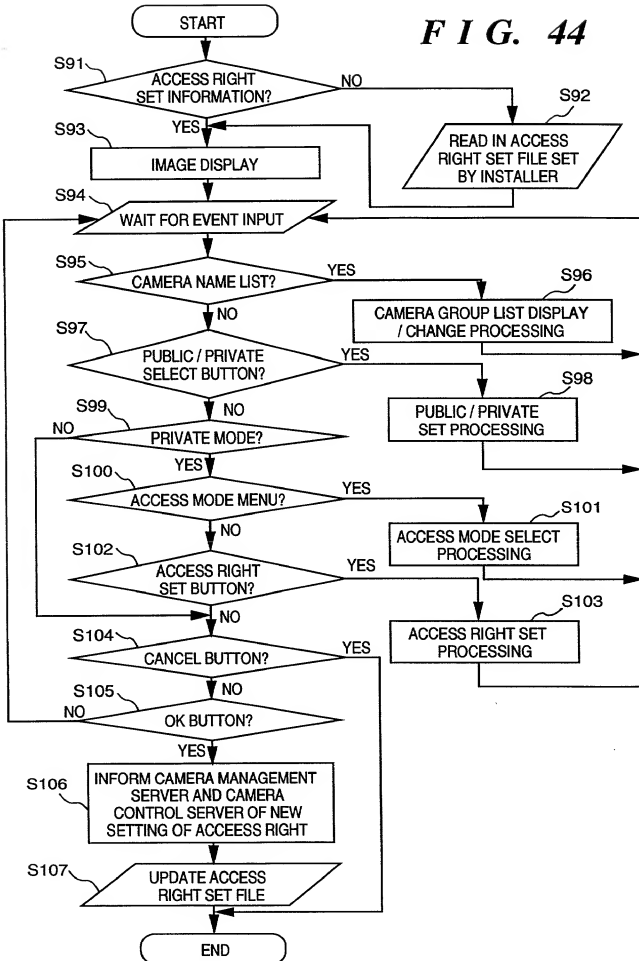 START
F I G. 44
S91
ACCESS RIGHT
SET INFORMATION?
NO
S92
READ IN ACCESS
RIGHT SET FILE SET
BY INSTALLER
YES
S93
IMAGE DISPLAY
S94
WAIT FOR EVENT INPUT
S95
CAMERA NAME LIST?
YES
S96
CAMERA GROUP LIST DISPLAY
/ CHANGE PROCESSING
NO
S97
PUBLIC / PRIVATE
SELECT BUTTON?
YES
S98
PUBLIC / PRIVATE
SET PROCESSING
NO
S99
NO
PRIVATE MODE?
YES
S100
ACCESS MODE MENU?
YES
S101
ACCESS MODE SELECT
PROCESSING
NO
S102
ACCESS RIGHT
SET BUTTON?
YES
S103
ACCESS RIGHT SET
PROCESSING
NO
S104
CANCEL BUTTON?
YES
NO
S105
NO
OK BUTTON?
YES
S106
INFORM CAMERA MANAGEMENT
SERVER AND CAMERA
CONTROL SERVER OF NEW
SETTING OF ACCEESS RIGHT
S107
UPDATE ACCESS
RIGHT SET FILE
END